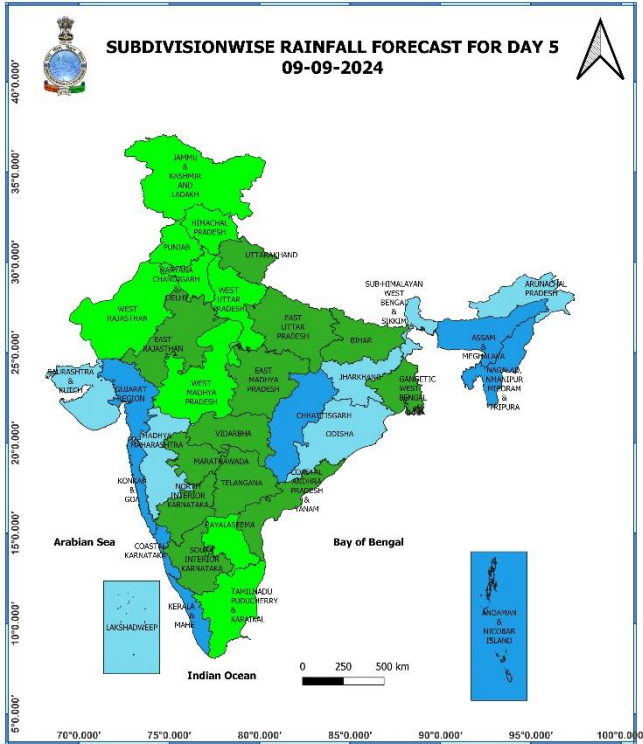 SUBDIVISIONWISE RAINFALL FORECAST FOR DAY 5
09-09-2024
40°0.000'
35°0.000'
30°0.000'
25°0.000'
20°0.000'
15°0.000'
10°0.000'
5°0.000'
JAMMU
&
KASHMIR
AND
LADAKH
HIMACHAL
PRADESH
PUNJAB
UTTARAKHAND
HARYANA
CHANDIGARH
&
DELHI
WEST
UTTAR
PRADESH
WEST
RAJASTHAN
EAST
RAJASTHAN
EAST
UTTAR
PRADESH
BIHAR
SUB-HIMALAYAN
WEST
BENGAL
&
SIKKIM
ARUNACHAL
PRADESH
ASSAM
&
MEGHALAYA
NAGALAD,
MANIPUR
MIZORAM
&
TRIPURA
SAURASHTRA
&
KUTCH
GUJARAT
REGION
WEST
MADHYA
PRADESH
EAST
MADHYA
PRADESH
JHARKHAND
GANGETIC
WEST
BENGAL
CHHATISGARH
ODISHA
MADHYA
MAHARASHTRA
VIDARBHA
MARATHWADA
TELANGANA
KONKAN
&
GOA
NORTH
INTERIOR
KARNATAKA
COASTAL
ANDHRA
PRADESH
&
YANAM
RAYALASEEMA
COASTAL
KARNATAKA
SOUTH
INTERIOR
KARNATAKA
Arabian Sea
Bay of Bengal
KERALA
&
MAHE
TAMILNADU
PUDUCHERRY
&
KARAIKAL
LAKSHADWEEP
ANDAMAN
&
NICOBAR
ISLAND
Indian Ocean
0 250 500 km
70°0.000' 75°0.000' 80°0.000' 85°0.000' 90°0.000' 95°0.000' 100°0.000'